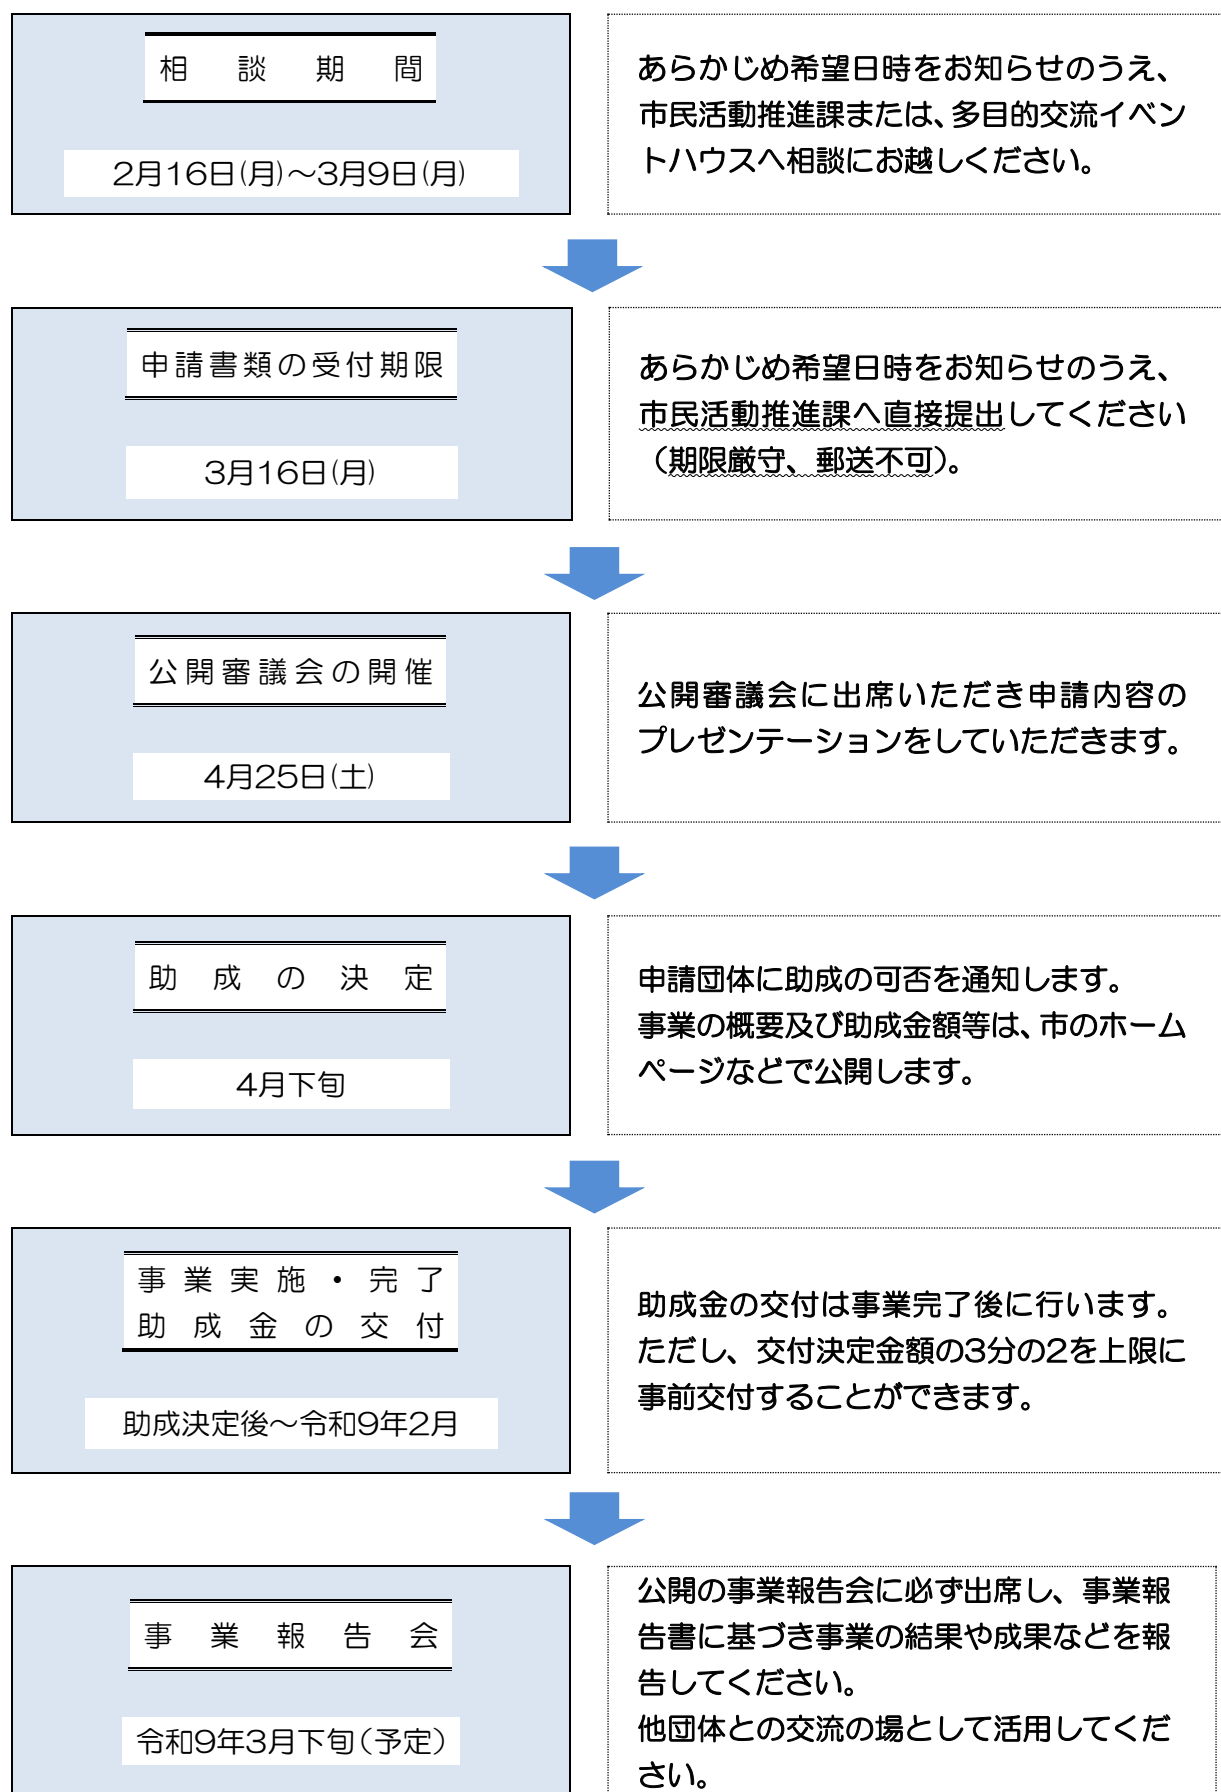 相談期間
2月16日(月)～3月9日(月)
あらかじめ希望日時をお知らせのうえ、
市民活動推進課または、多目的交流イベン
トハウスへ相談にお越しください。
申請書類の受付期限
3月16日(月)
あらかじめ希望日時をお知らせのうえ、
市民活動推進課へ直接提出してください
（期限厳守、郵送不可）。
公開審議会の開催
4月25日(土)
公開審議会に出席いただき申請内容の
プレゼンテーションをしていただきます。
助成の決定
4月下旬
申請団体に助成の可否を通知します。
事業の概要及び助成金額等は、市のホーム
ページなどで公開します。
事業実施・完了
助成金の交付
助成決定後～令和9年2月
助成金の交付は事業完了後に行います。
ただし、交付決定金額の3分の2を上限に
事前交付することができます。
事業報告会
令和9年3月下旬（予定）
公開の事業報告会に必ず出席し、事業報
告書に基づき事業の結果や成果などを報
告してください。
他団体との交流の場として活用してくだ
さい。